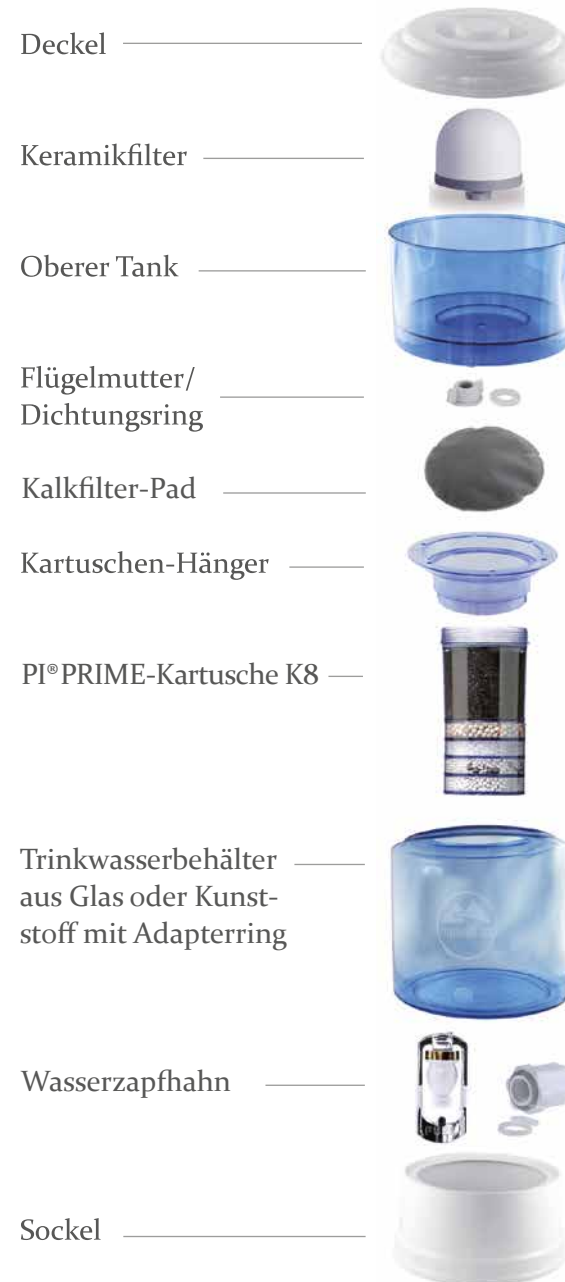 Deckel
Keramikfilter
Oberer Tank
Flügelmutter/
Dichtungsring
Kalkfilter-Pad
Kartuschen-Hänger
PI®PRIME-Kartusche K8
Trinkwasserbehälter
aus Glas oder Kunst-
stoff mit Adapterring
Wasserzapfhahn
Sockel